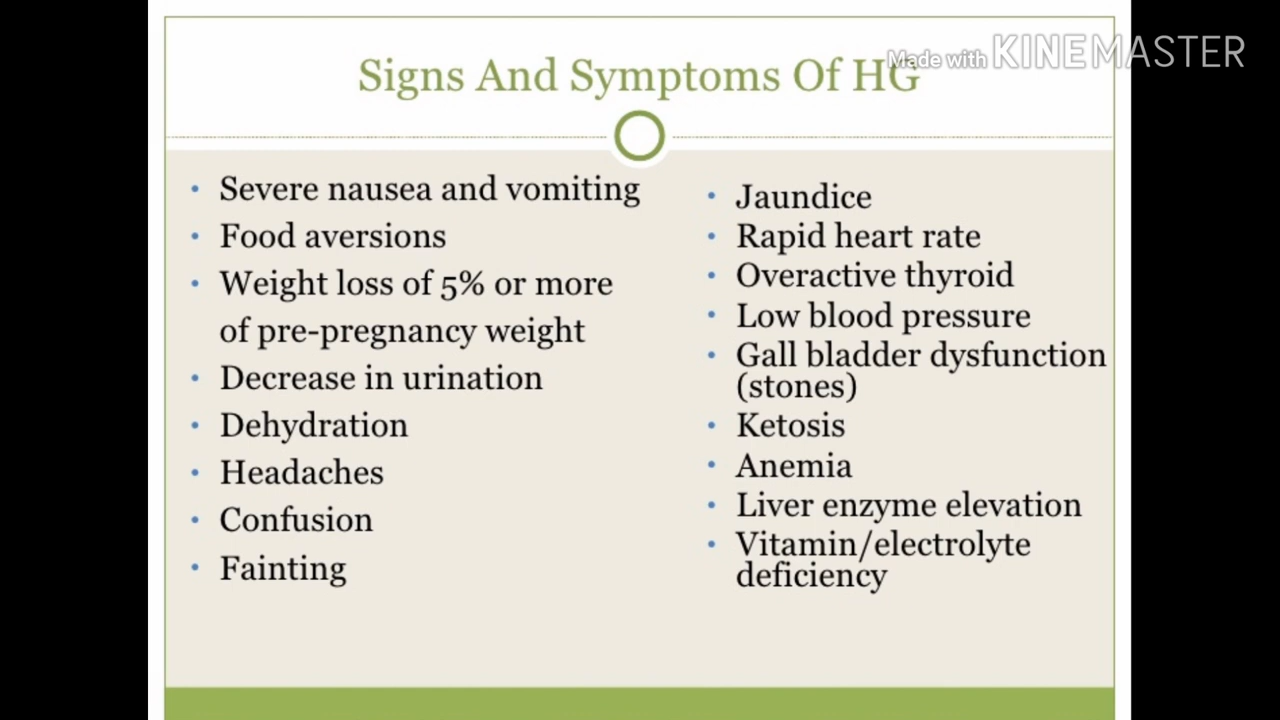 Made with KINEMASTER
Signs And Symptoms Of HG
• Severe nausea and vomiting
• Food aversions
• Weight loss of 5% or more
of pre-pregnancy weight
• Decrease in urination
• Dehydration
• Headaches
• Confusion
• Fainting
• Jaundice
• Rapid heart rate
• Overactive thyroid
• Low blood pressure
• Gall bladder dysfunction
(stones)
• Ketosis
• Anemia
• Liver enzyme elevation
• Vitamin/electrolyte
deficiency